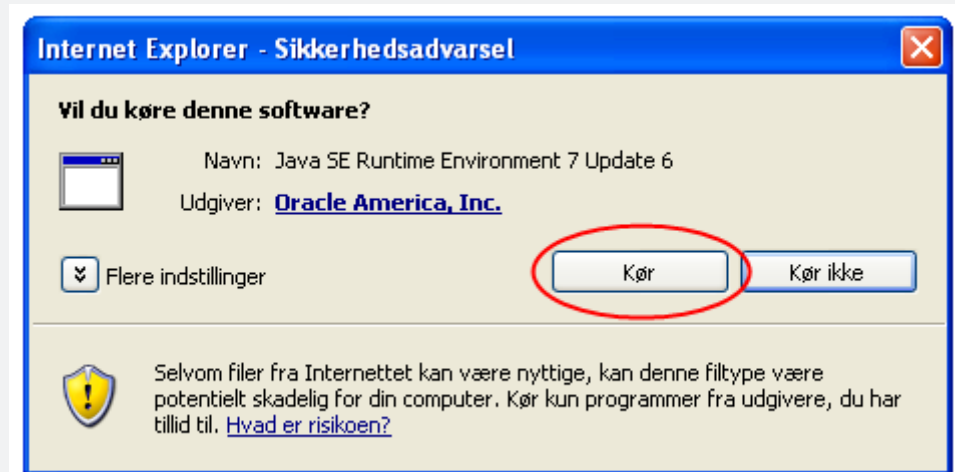 Internet Explorer - Sikkerhedsadvarsel
Vil du køre denne software?
Navn: Java SE Runtime Environment 7 Update 6
Udgiver: Oracle America, Inc.
Flere indstillinger
Kør
Kør ikke
Selvom filer fra Internettet kan være nyttige, kan denne filtype være
potentielt skadelig for din computer. Kør kun programmer fra udgivere, du har
tillid til. Hvad er risikoen?